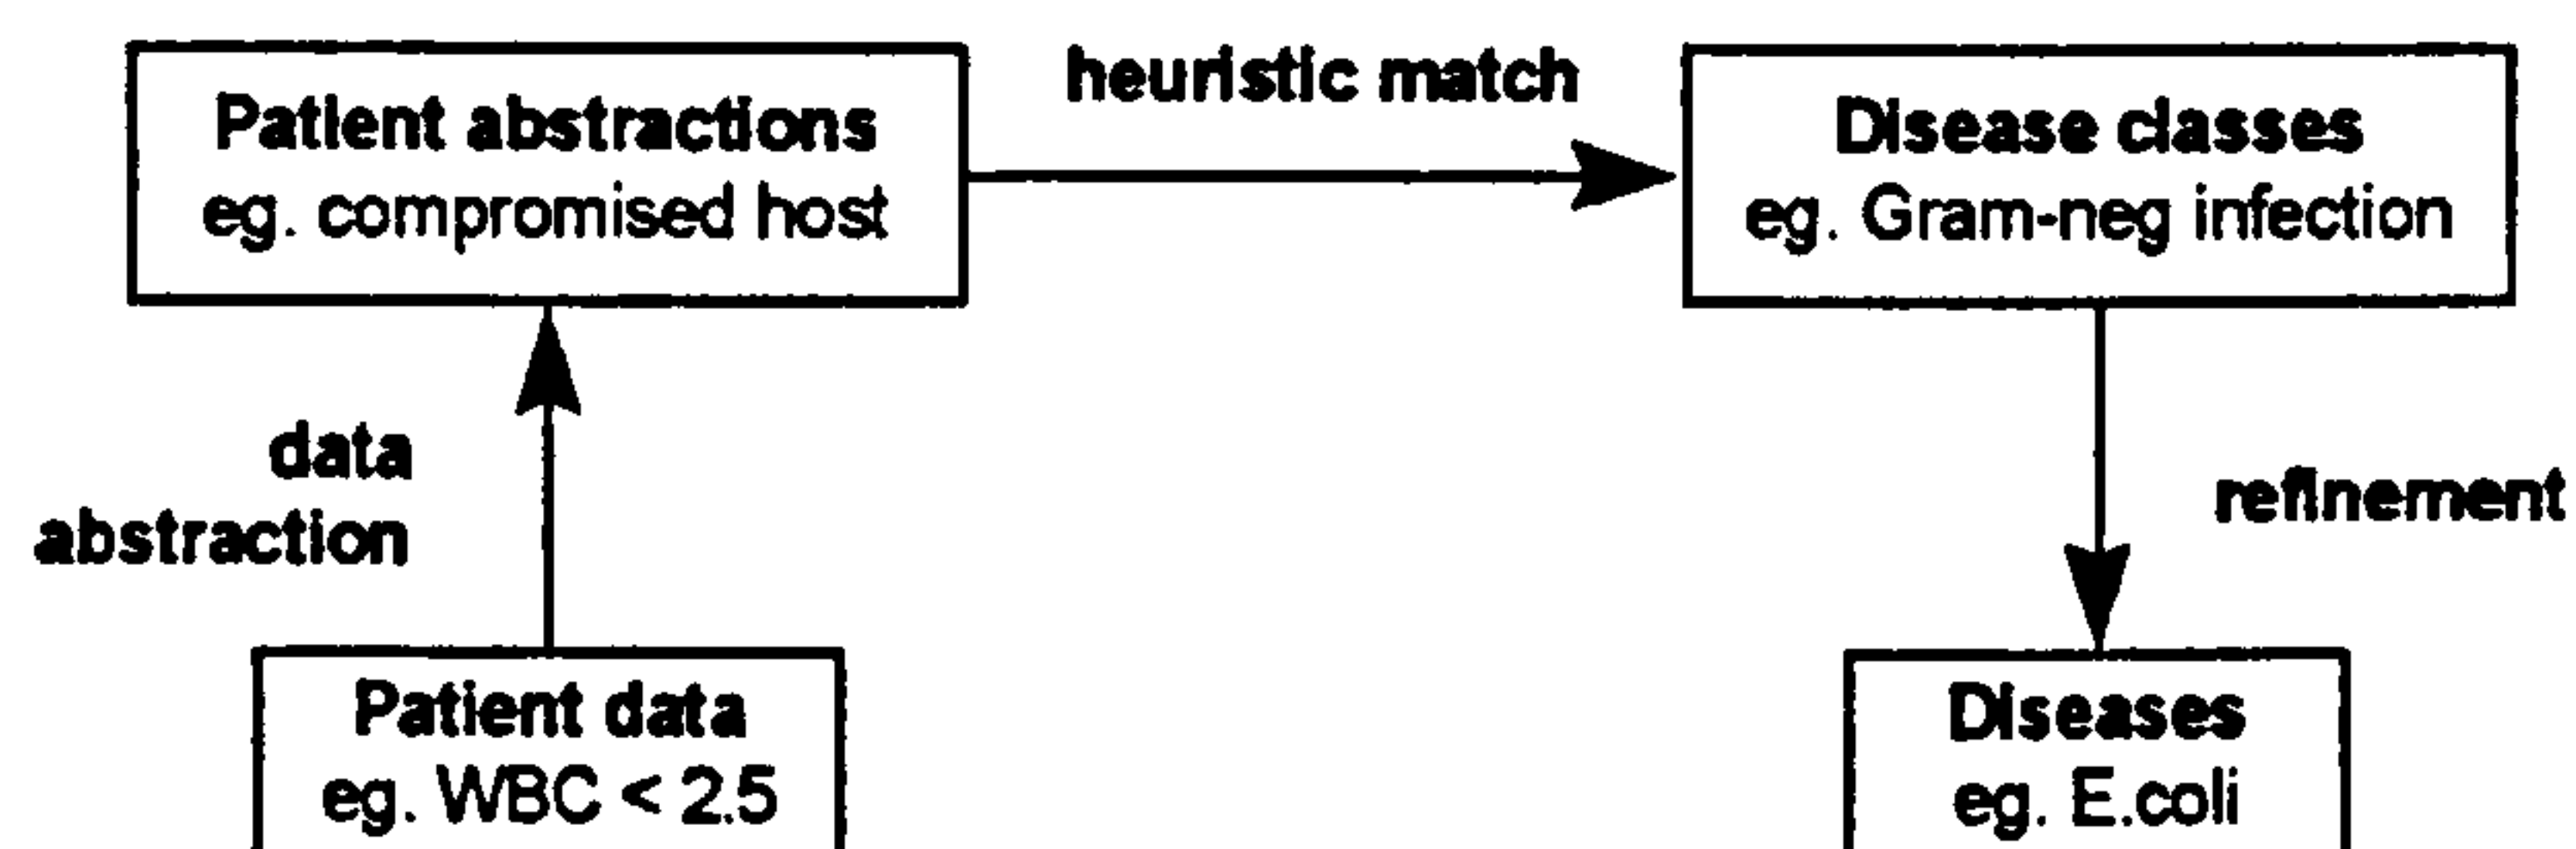 Patient abstractions
eg. compromised host
heuristic match
Disease classes
eg. Gram-neg infection
data
abstraction
refinement
Patient data
eg. WBC < 2.5
Diseases
eg. E.coli